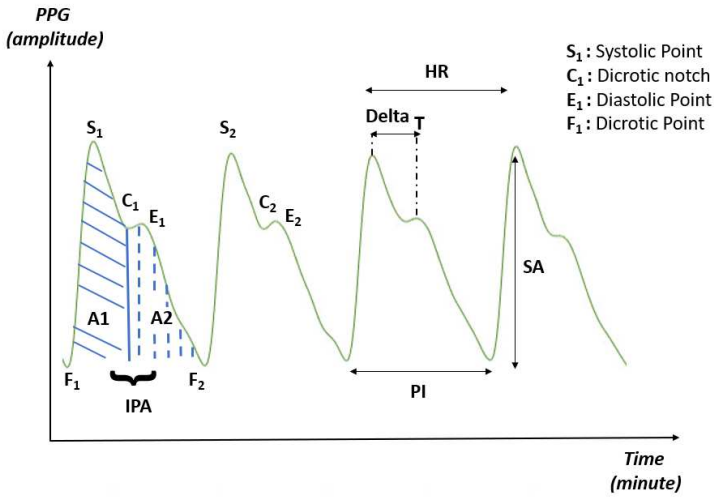 PPG
(amplitude)
S1 : Systolic Point
C1 : Dicrotic notch
E1 : Diastolic Point
F1 : Dicrotic Point
HR
Delta T
S1
S2
C1
E1
C2
E2
SA
A1
A2
F1
F2
PI
IPA
Time
(minute)